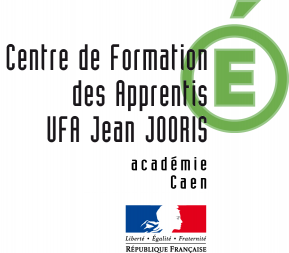 Centre de Formation
des Apprentis
UFA Jean JOORIS
É
académie
Caen
Liberté • Égalité • Fraternité
RÉPUBLIQUE FRANÇAISE